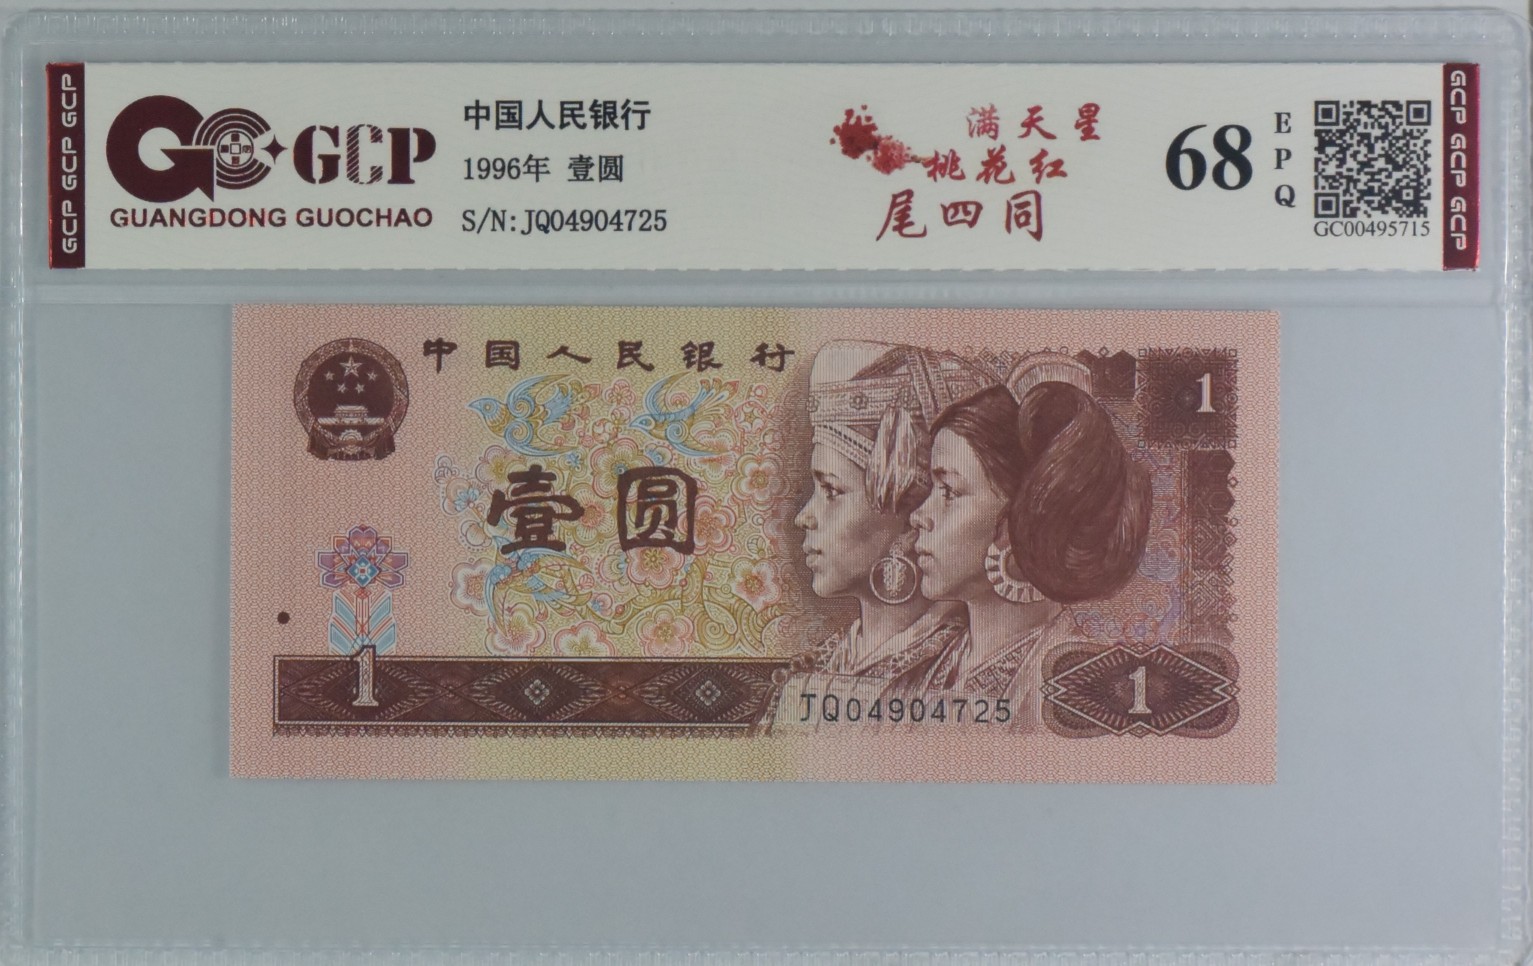 GCP GCP GCP
GCP
GUANGDONG GUOCHAO
中国人民银行
1996年 壹圆
S/N:JQ04904725
满天星
桃花红
尾四同
68
EPQ
GC00495715
GCP GCP GCP
中国人民银行
1
壹圆
1
JQ04904725
1